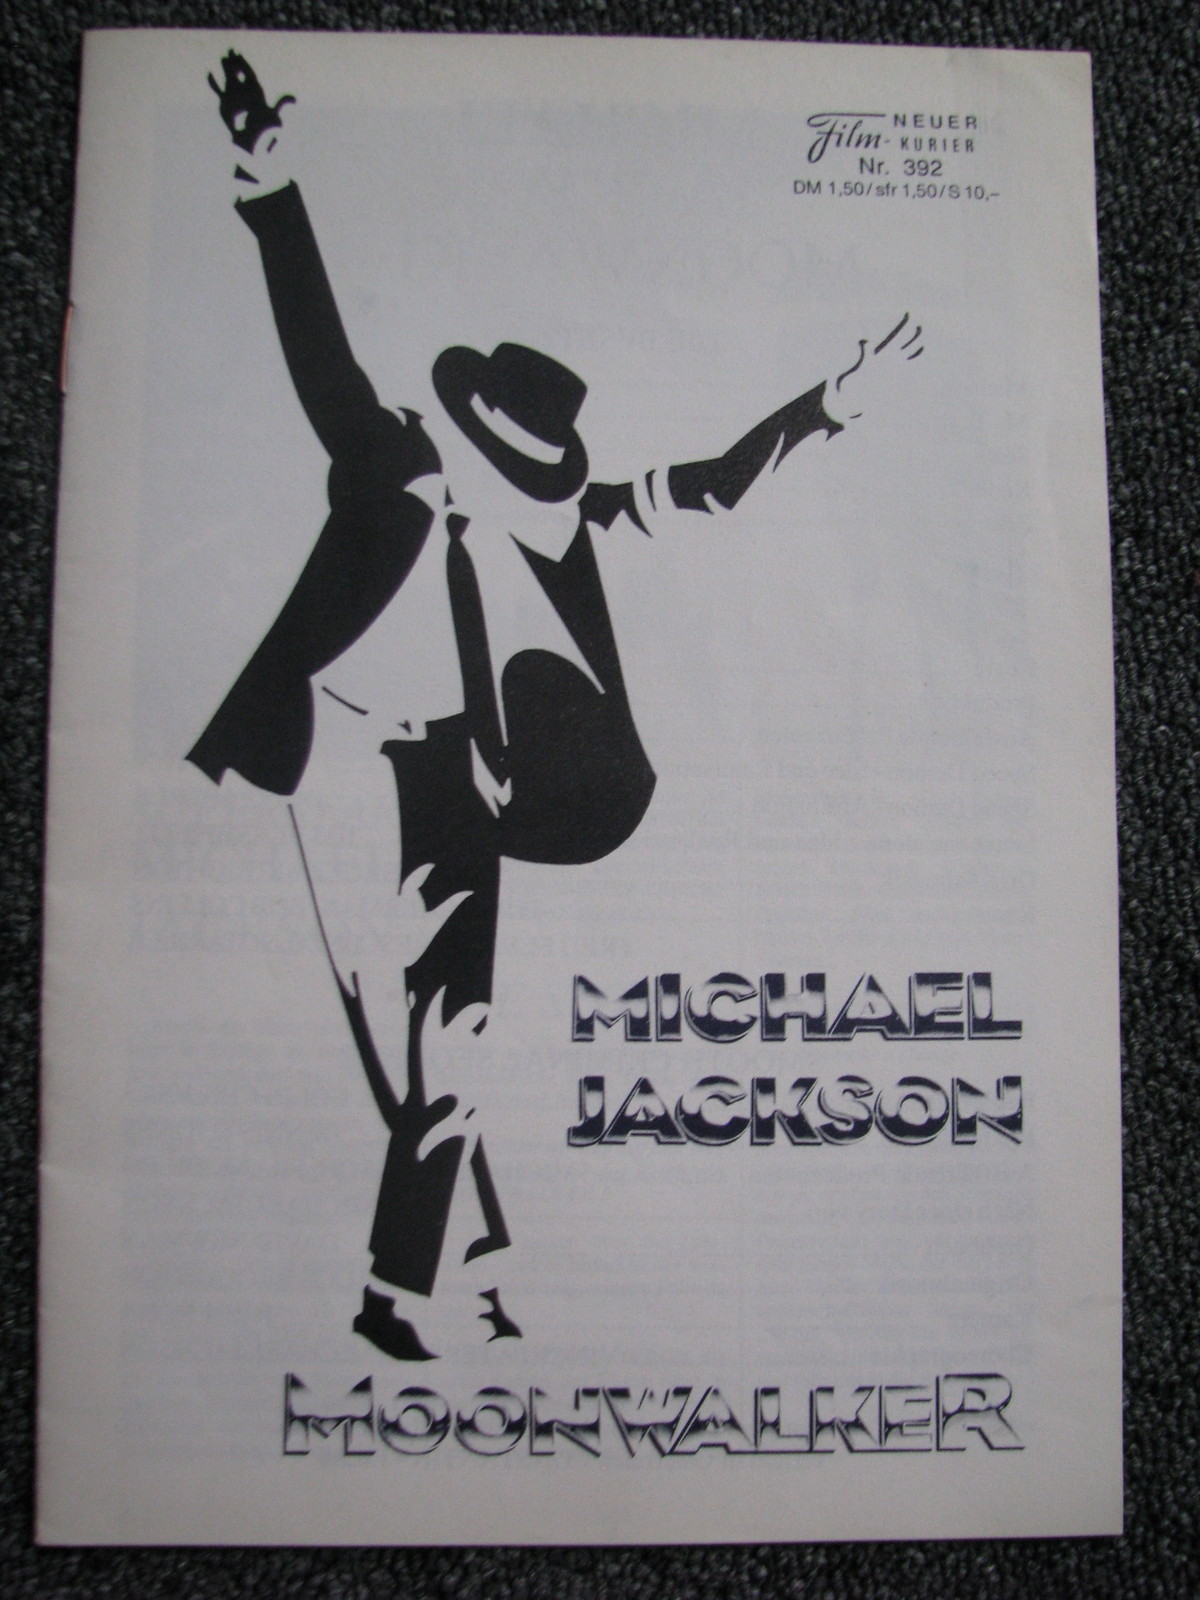 Film-
NEUER
KURIER
Nr. 392
DM 1,50/sfr 1,50/S 10,–
MICHAEL
JACKSON
MOONWALKER